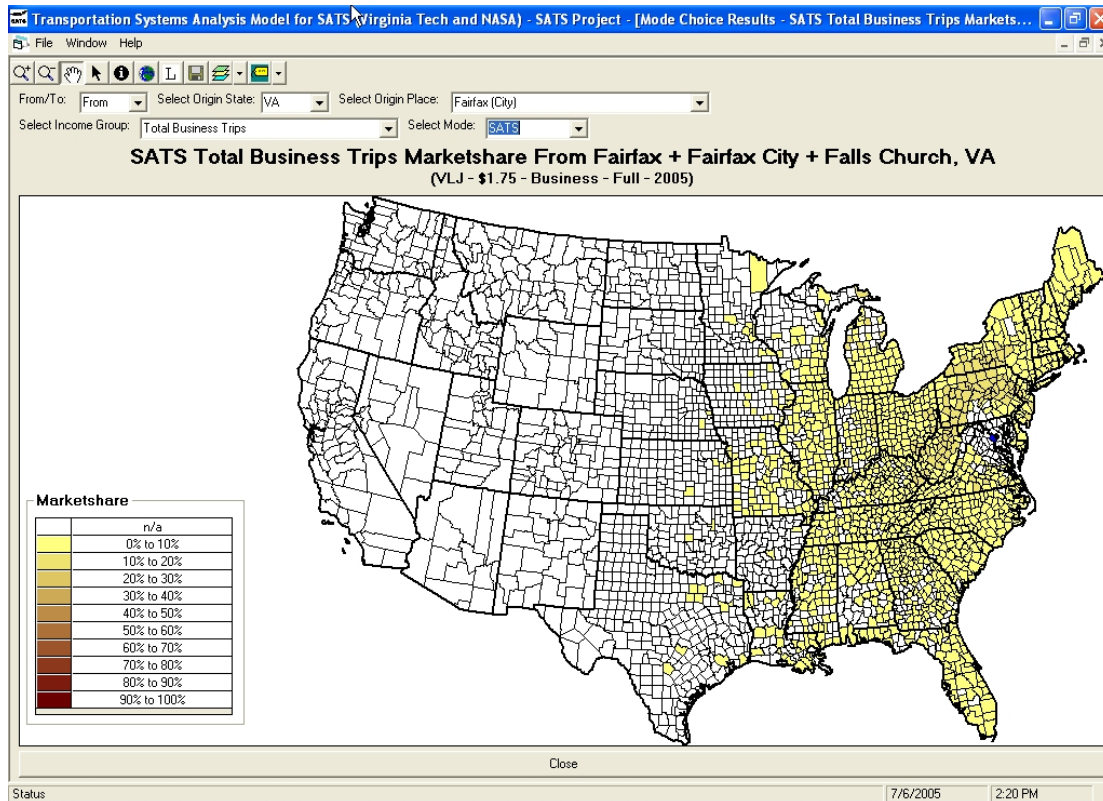 Transportation Systems Analysis Model for SATS (Virginia Tech and NASA) - SATS Project - [Mode Choice Results - SATS Total Business Trips Markets...
File Window Help
L
From/To: From Select Origin State: VA Select Origin Place: Fairfax (City)
Select Income Group: Total Business Trips Select Mode: SATS
SATS Total Business Trips Marketshare From Fairfax + Fairfax City + Falls Church, VA
(VLJ - $1.75 - Business - Full - 2005)
Marketshare
n/a
0% to 10%
10% to 20%
20% to 30%
30% to 40%
40% to 50%
50% to 60%
60% to 70%
70% to 80%
80% to 90%
90% to 100%
Close
Status 7/6/2005 2:20 PM